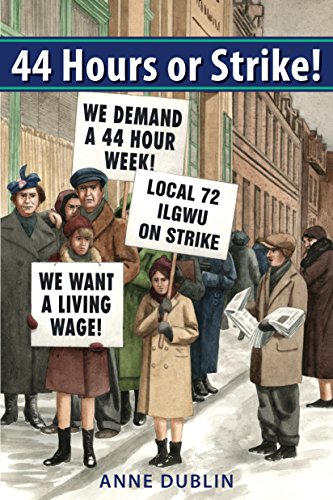 44 Hours or Strike!
WE DEMAND
A 44 HOUR
WEEK!
LOCAL 72
ILGWU
ON STRIKE
WE WANT
A LIVING
WAGE!
ANNE DUBLIN